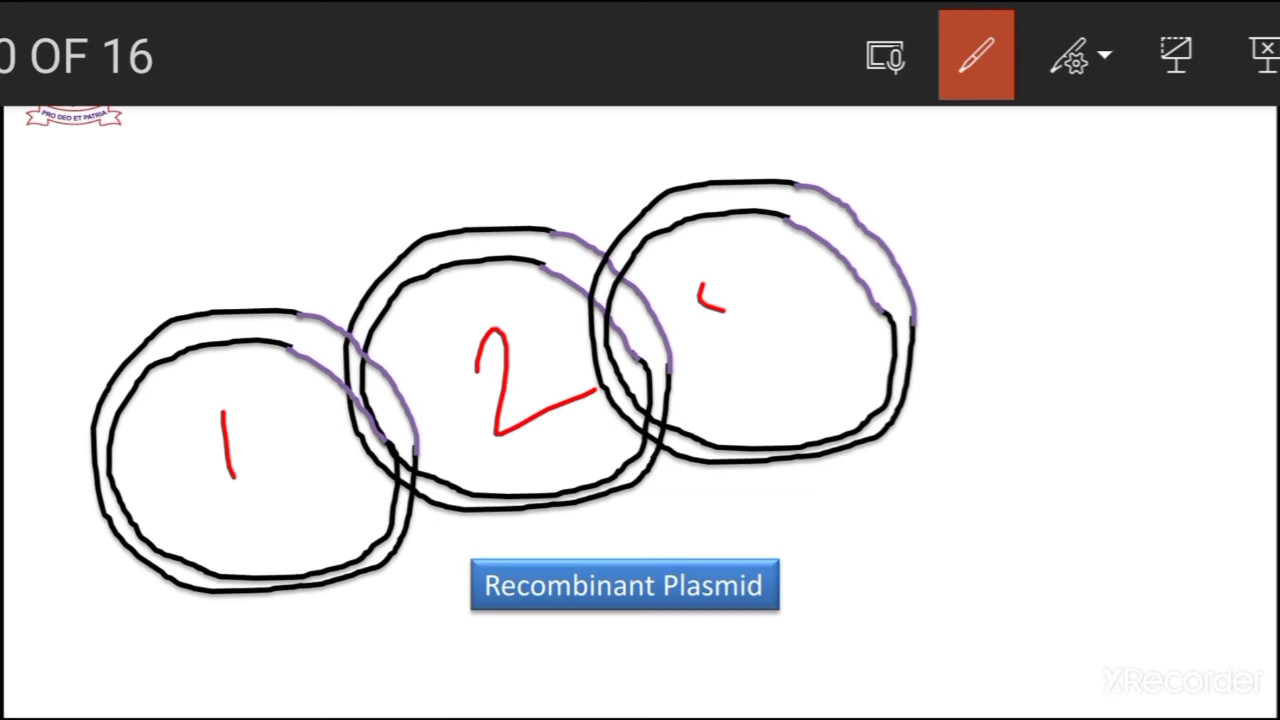 0 OF 16
PRO DEO ET PATRIA
1
2
Recombinant Plasmid
XRecorder